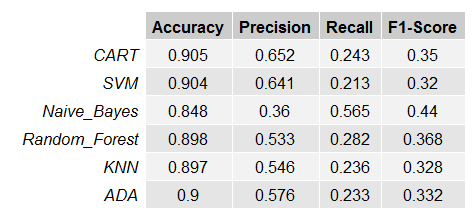 Accuracy Precision Recall F1-Score
CART 0.905 0.652 0.243 0.35
SVM 0.904 0.641 0.213 0.32
Naive_Bayes 0.848 0.36 0.565 0.44
Random_Forest 0.898 0.533 0.282 0.368
KNN 0.897 0.546 0.236 0.328
ADA 0.9 0.576 0.233 0.332